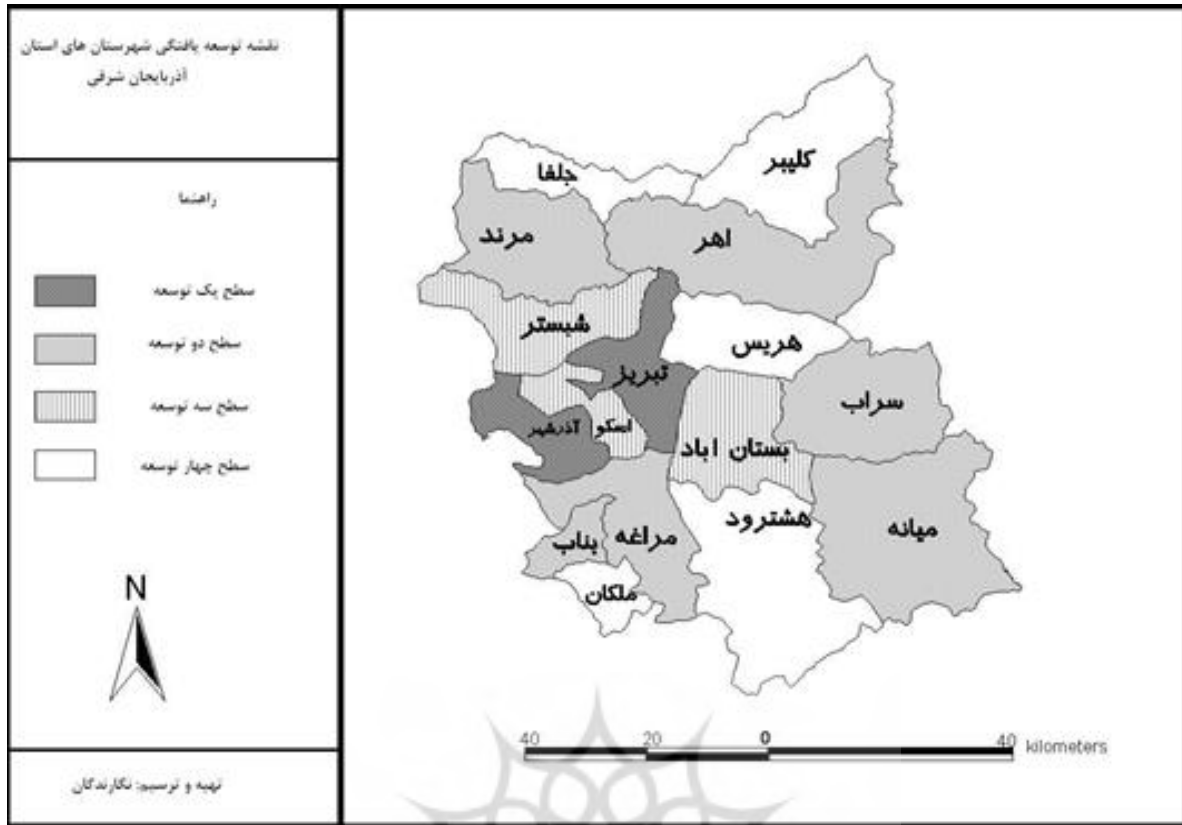 نقشه توسعه یافتگی شهرستان های استان
آذربایجان شرقی
راهنما
سطح یک توسعه
سطح دو توسعه
سطح سه توسعه
سطح چهار توسعه
N
تهیه و ترسیم: نگارندگان
کلیبر
جلفا
مرند
اهر
شبستر
هریس
تبریز
سراب
آذرشهر
اسکو
بستان اباد
هشترود
میانه
مراغه
بناب
ملکان
40 20 0 40 kilometers